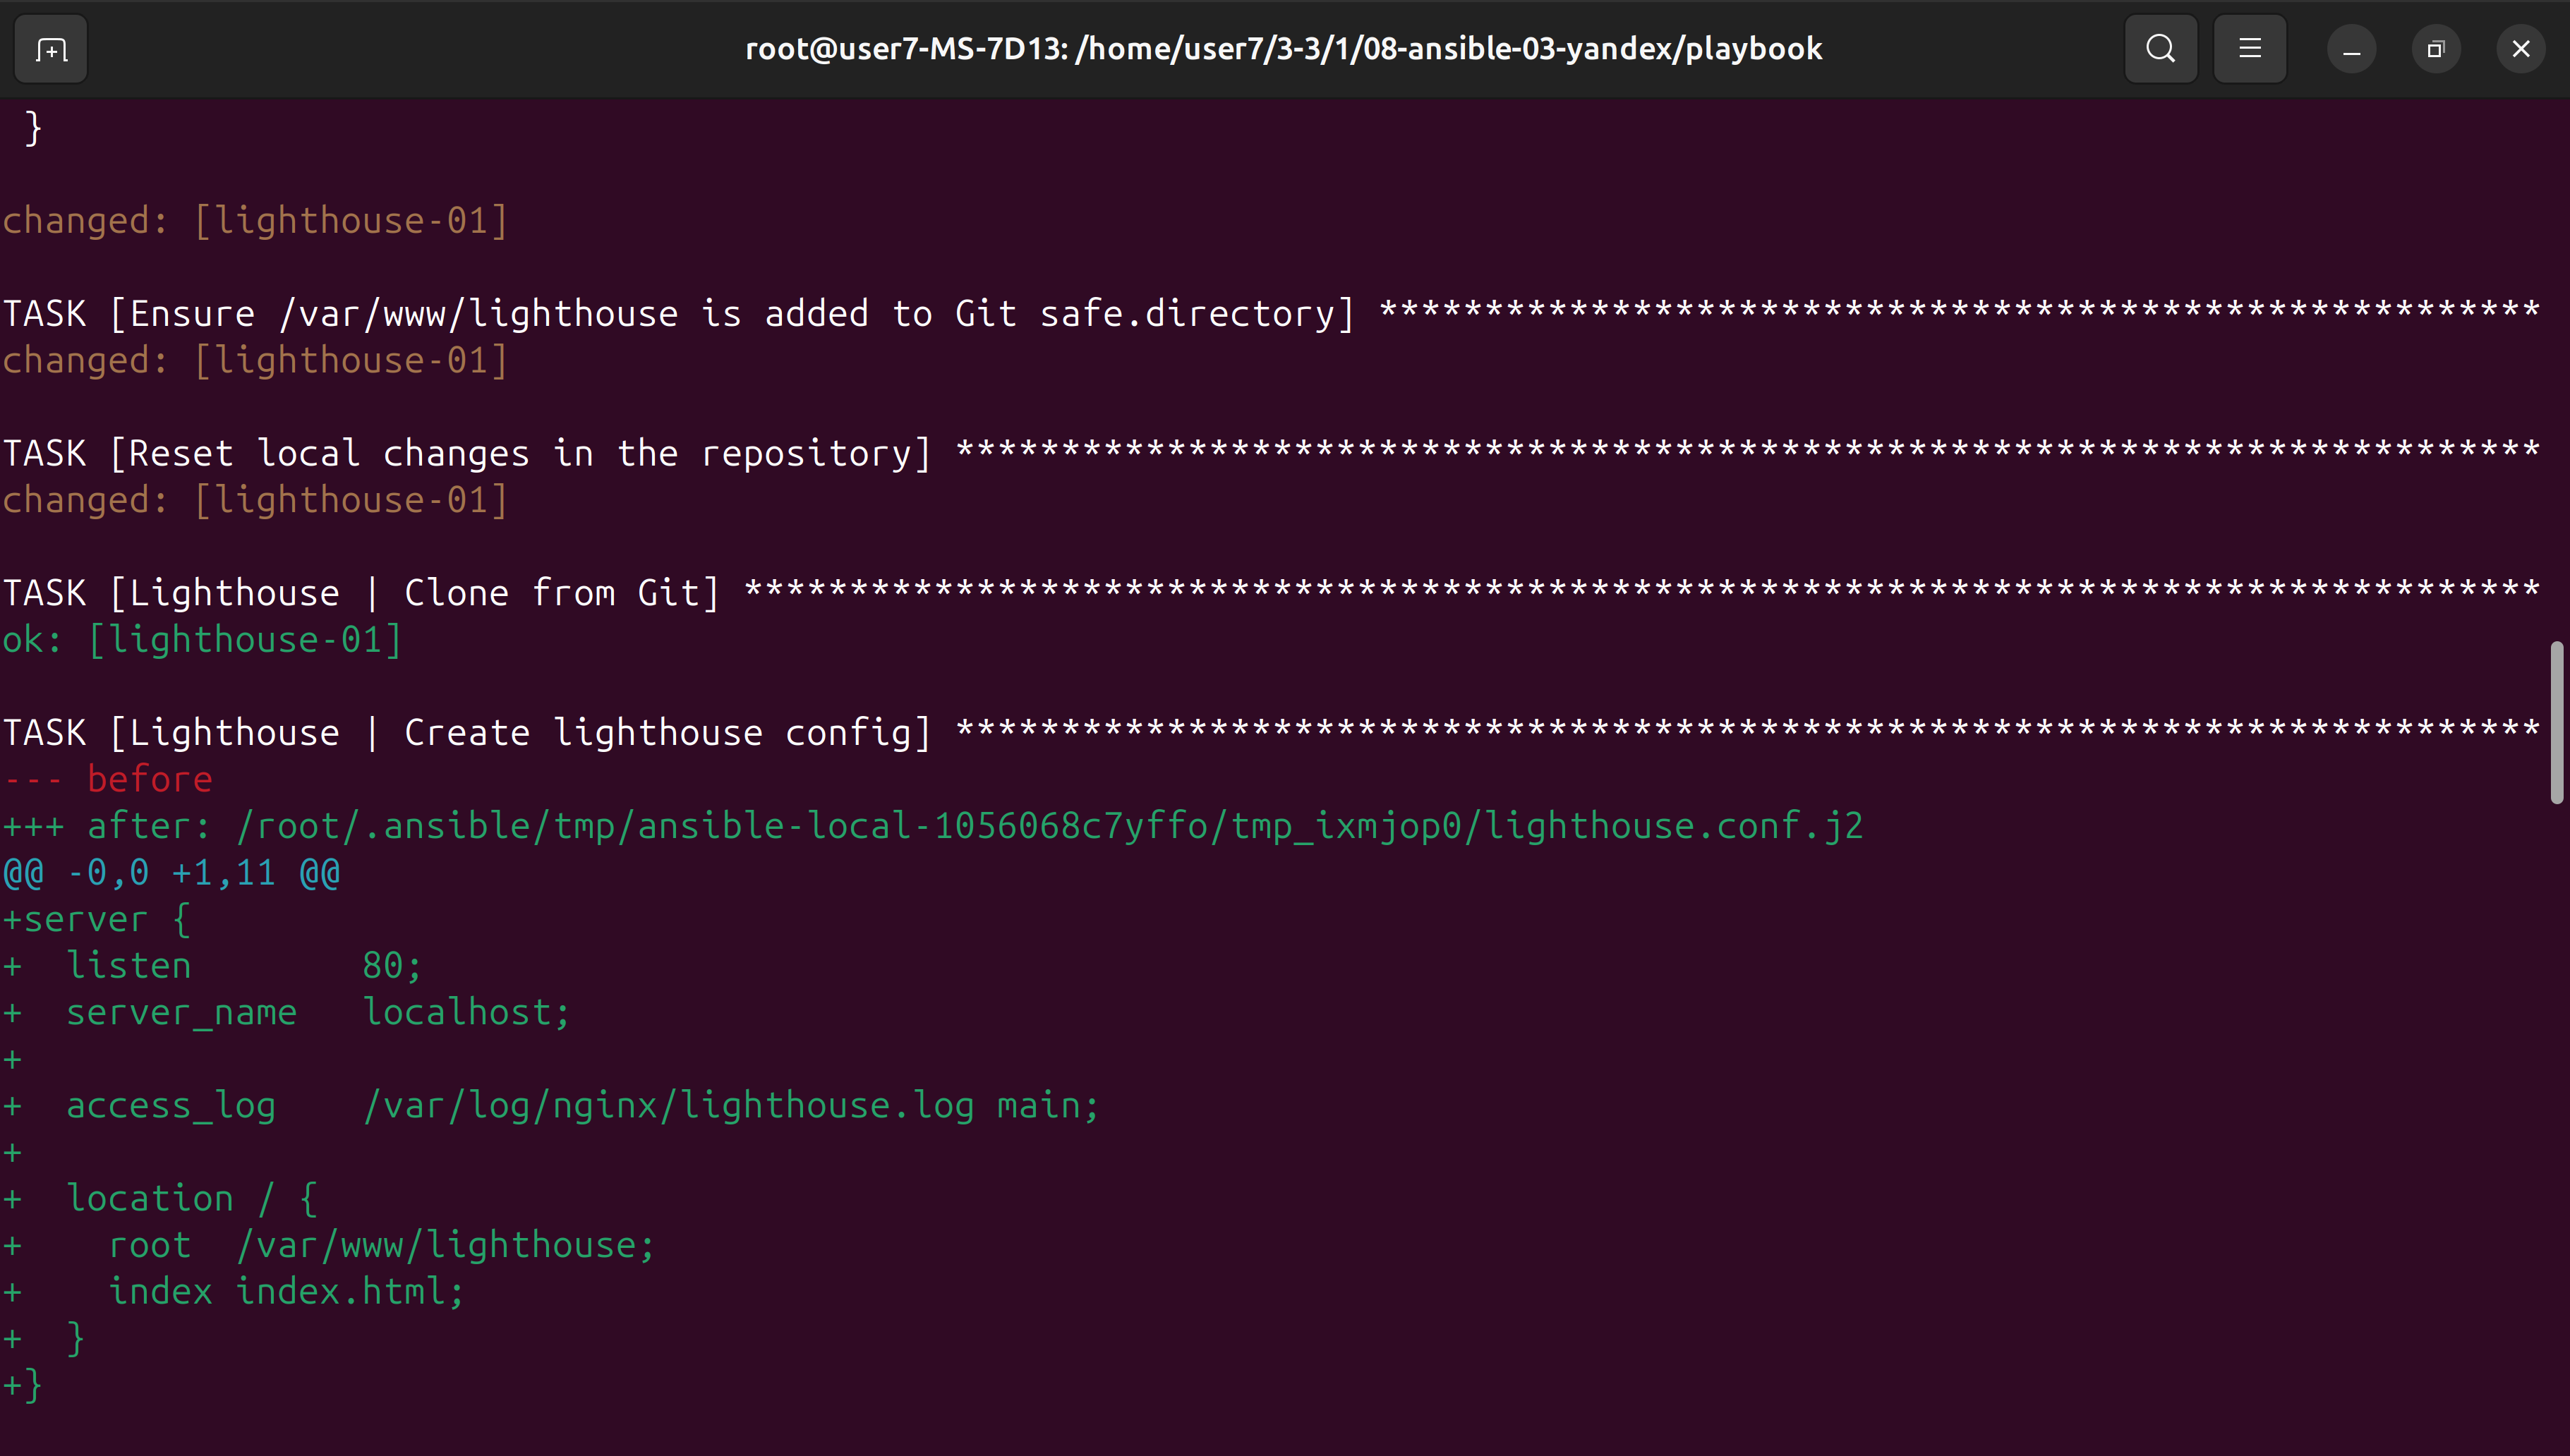 root@user7-MS-7D13: /home/user7/3-3/1/08-ansible-03-yandex/playbook
 }
changed: [lighthouse-01]
TASK [Ensure /var/www/lighthouse is added to Git safe.directory] *******************************************************
changed: [lighthouse-01]
TASK [Reset local changes in the repository] ***************************************************************************
changed: [lighthouse-01]
TASK [Lighthouse | Clone from Git] *************************************************************************************
ok: [lighthouse-01]
TASK [Lighthouse | Create lighthouse config] ***************************************************************************
--- before
+++ after: /root/.ansible/tmp/ansible-local-1056068c7yffo/tmp_ixmjop0/lighthouse.conf.j2
@@ -0,0 +1,11 @@
+server {
+  listen        80;
+  server_name   localhost;
+
+  access_log    /var/log/nginx/lighthouse.log main;
+
+  location / {
+    root  /var/www/lighthouse;
+    index index.html;
+  }
+}